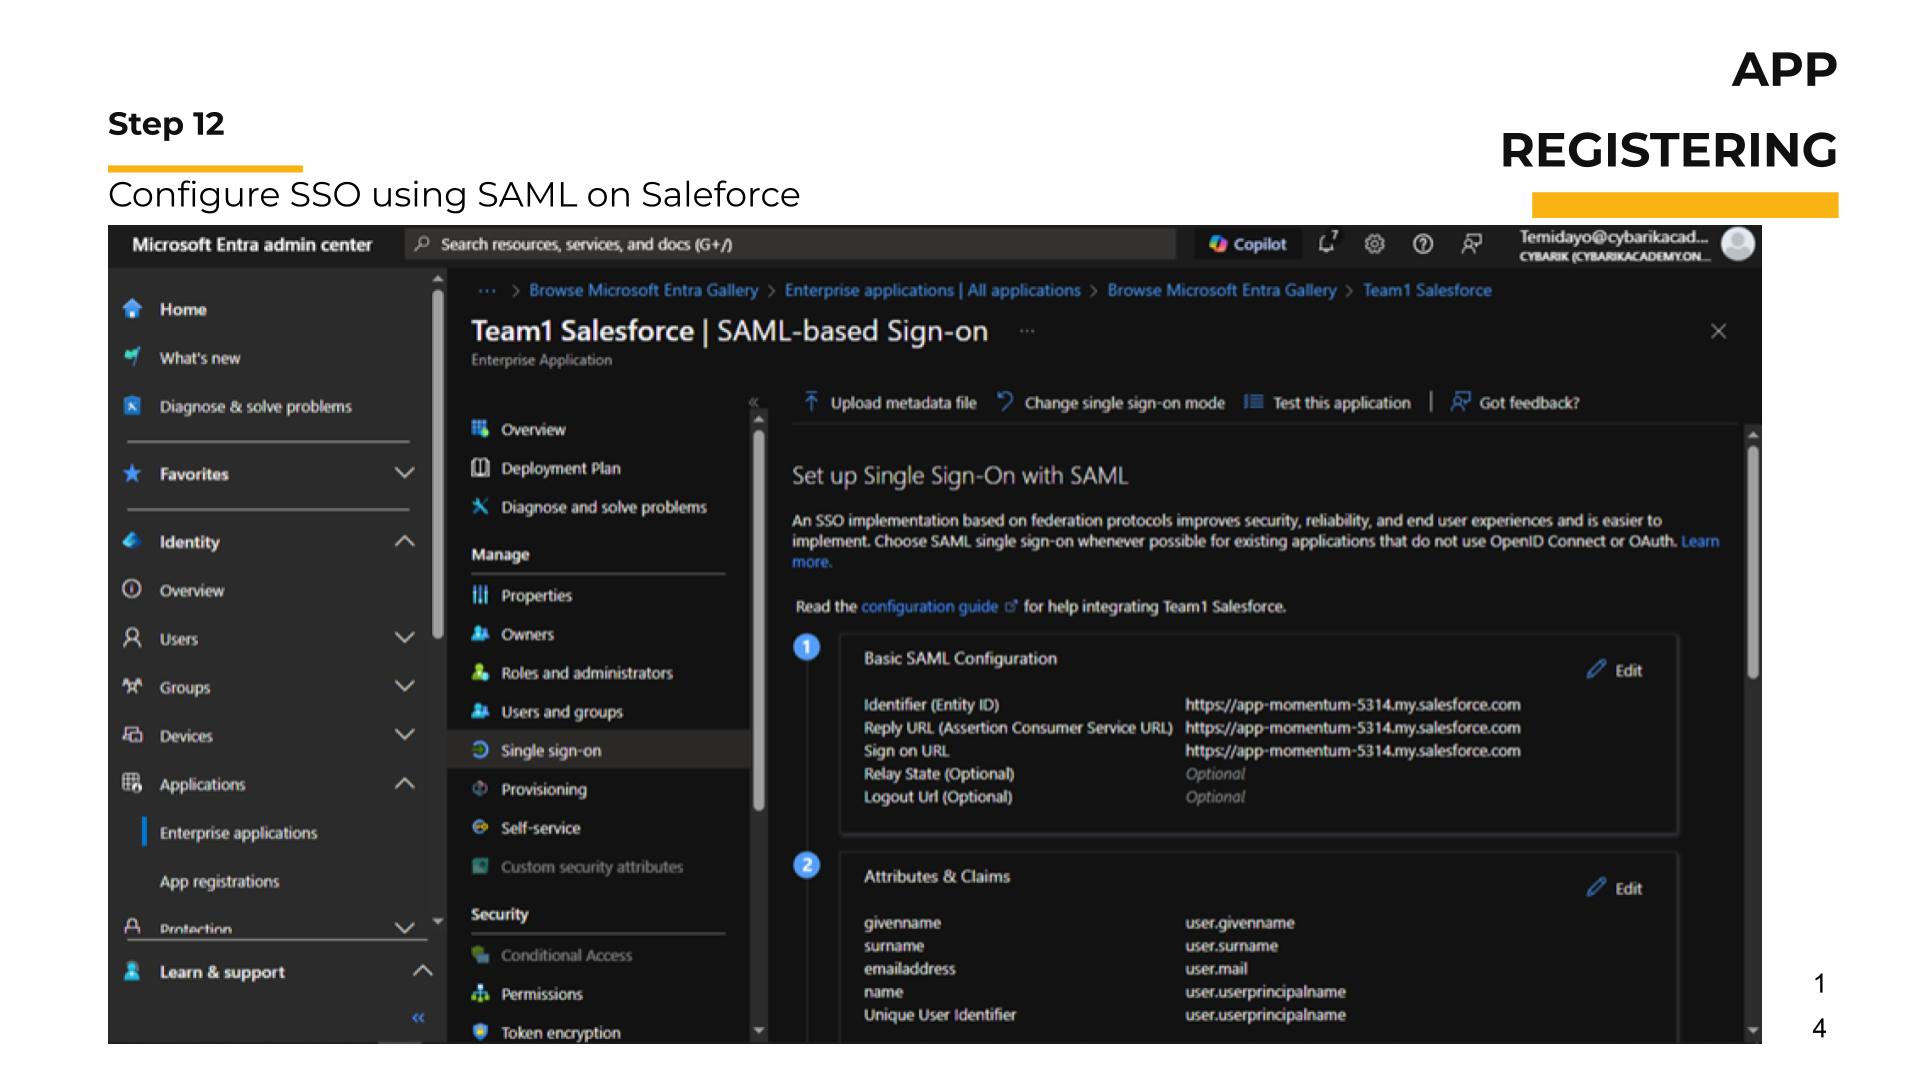 APP
REGISTERING
Step 12
Configure SSO using SAML on Saleforce
Microsoft Entra admin center
Search resources, services, and docs (G+/)
Copilot
7
Temidayo@cybarikacad...
CYBARIK (CYBARIKACADEMY.ON...
Home
What's new
Diagnose & solve problems
Favorites
Identity
Overview
Users
Groups
Devices
Applications
Enterprise applications
App registrations
Protection
Learn & support
... > Browse Microsoft Entra Gallery > Enterprise applications | All applications > Browse Microsoft Entra Gallery > Team1 Salesforce
Team1 Salesforce | SAML-based Sign-on ...
Enterprise Application
Overview
Deployment Plan
Diagnose and solve problems
Manage
Properties
Owners
Roles and administrators
Users and groups
Single sign-on
Provisioning
Self-service
Custom security attributes
Security
Conditional Access
Permissions
Token encryption
Upload metadata file Change single sign-on mode Test this application | Got feedback?
Set up Single Sign-On with SAML
An SSO implementation based on federation protocols improves security, reliability, and end user experiences and is easier to
implement. Choose SAML single sign-on whenever possible for existing applications that do not use OpenID Connect or OAuth. Learn
more.
Read the configuration guide for help integrating Team1 Salesforce.
1
Basic SAML Configuration
Edit
Identifier (Entity ID) https://app-momentum-5314.my.salesforce.com
Reply URL (Assertion Consumer Service URL) https://app-momentum-5314.my.salesforce.com
Sign on URL https://app-momentum-5314.my.salesforce.com
Relay State (Optional) Optional
Logout Url (Optional) Optional
2
Attributes & Claims
Edit
givenname user.givenname
surname user.surname
emailaddress user.mail
name user.userprincipalname
Unique User Identifier user.userprincipalname
1
4